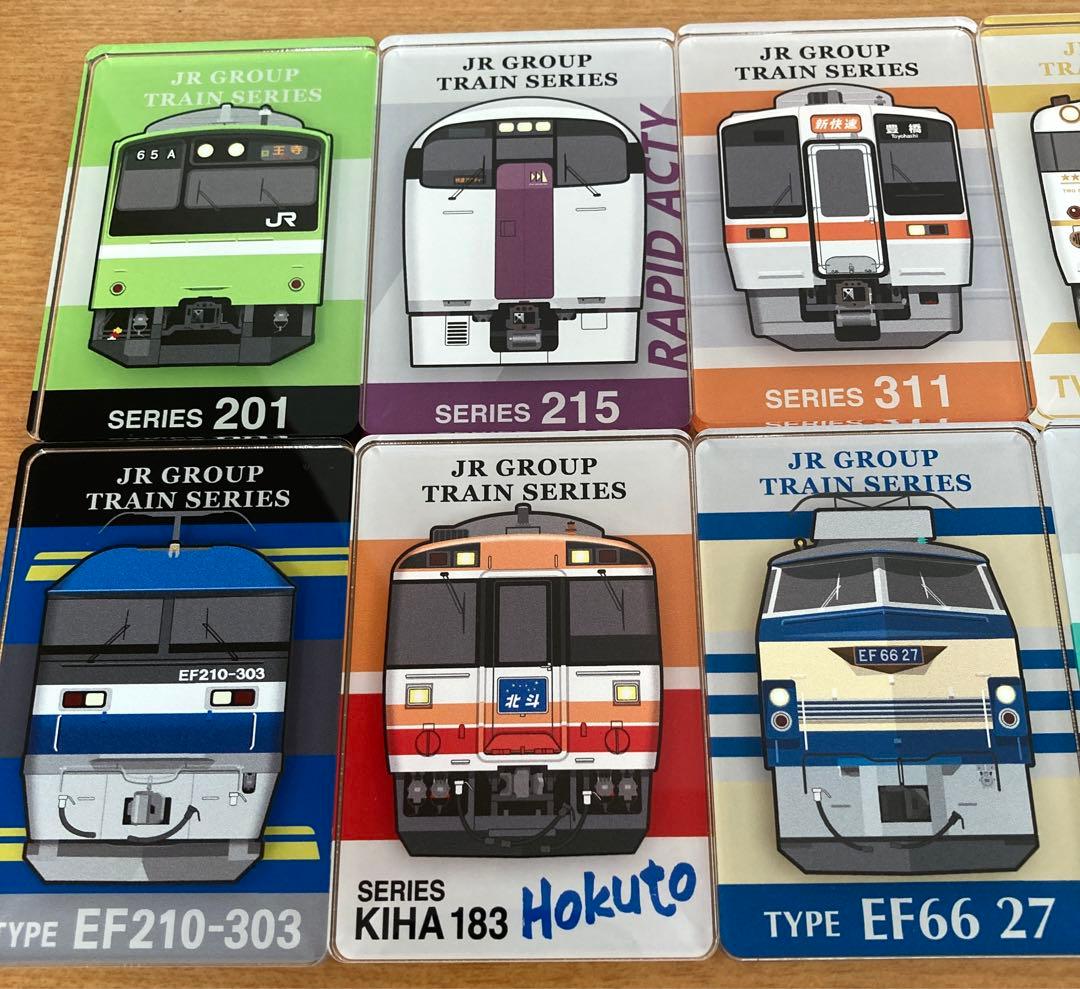 JR GROUP
TRAIN SERIES
65 A
王寺
JR
SERIES 201
JR GROUP
TRAIN SERIES
RAPID ACTY
SERIES 215
JR GROUP
TRAIN SERIES
新快速
豊橋
Toyohashi
SERIES 311
JR GROUP
TRAIN SERIES
EF210-303
TYPE EF210-303
JR GROUP
TRAIN SERIES
北斗
SERIES
KIHA 183
Hokuto
JR GROUP
TRAIN SERIES
EF66 27
TYPE EF66 27